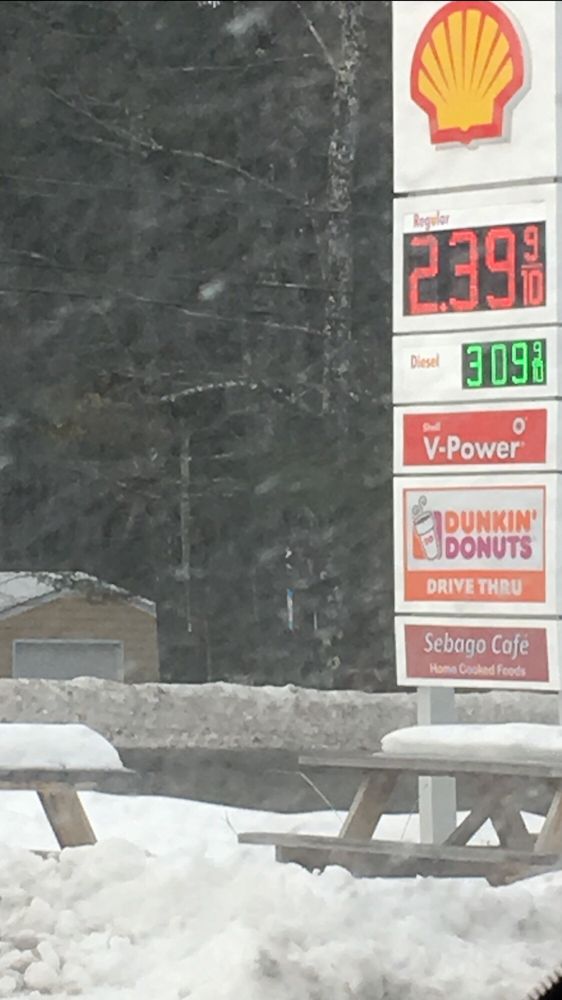 Regular
2.39 9/10
Diesel
3.09 9/10
Shell
V-Power
DD
DUNKIN'
DONUTS
DRIVE THRU
Sebago Café
Home Cooked Foods